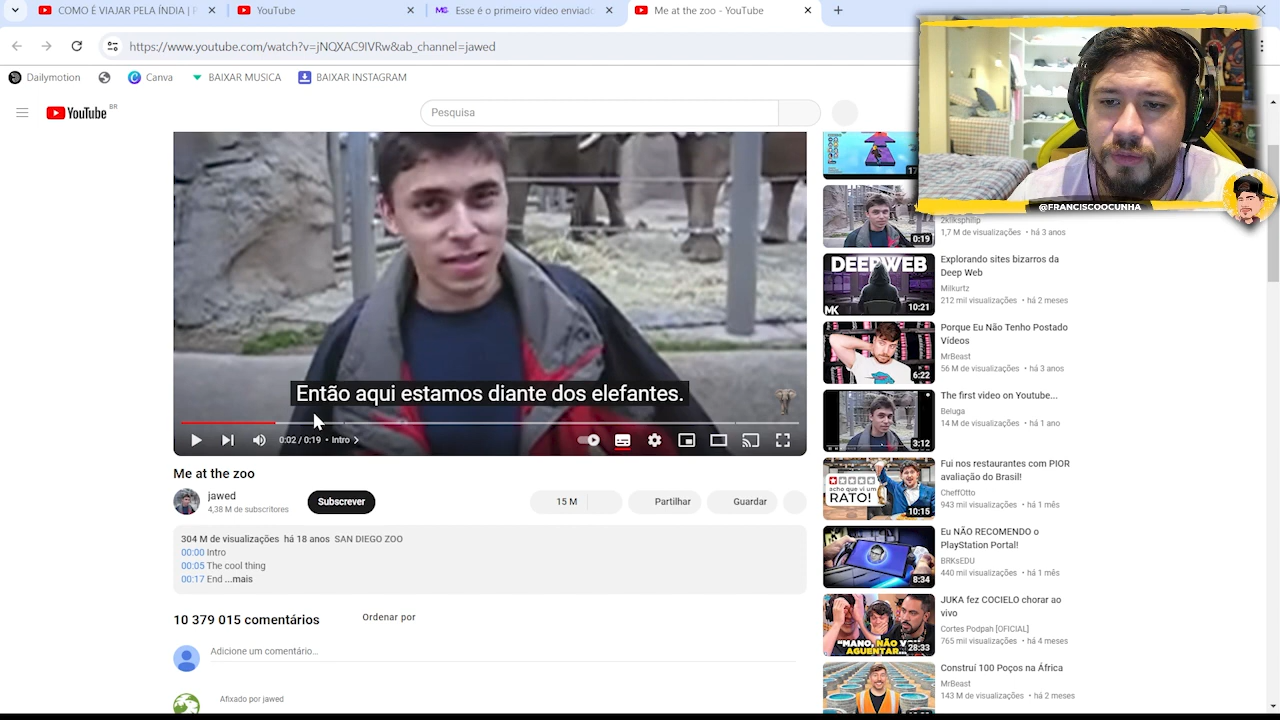 COMO É VIAJAR PELA ÍNDIA | P
YouTube
Esse é o primeiro vídeo enviado
Me at the zoo - YouTube
https://www.youtube.com/watch?v=jNQXAC9IVRw&ab_channel=jawed
Dailymotion
Canva
BAIXAR MUSICA
BAIXAR INSTAGRAM
YouTube BR
Pesquisa
@FRANCISCOOCUNHA
Então aqui estamos diante dos elefantes.
Me at the zoo
jawed
4,38 M de subscritores
Subscrever
15 M
Partilhar
Guardar
304 M de visualizações há 18 anos SAN DIEGO ZOO
00:00 Intro
00:05 The cool thing
00:17 End ...mais
10 379 015 comentários
Ordenar por
Adicione um comentário...
Afixado por jawed
2kliksphilip
1,7 M de visualizações • há 3 anos
0:19
Explorando sites bizarros da
Deep Web
Milkurtz
212 mil visualizações • há 2 meses
DEEPWEB
MK
10:21
Porque Eu Não Tenho Postado
Vídeos
MrBeast
56 M de visualizações • há 3 anos
6:22
The first video on Youtube...
Beluga
14 M de visualizações • há 1 ano
3:12
Fui nos restaurantes com PIOR
avaliação do Brasil!
CheffOtto
943 mil visualizações • há 1 mês
acho que vi um
RATO!
10:15
Eu NÃO RECOMENDO o
PlayStation Portal!
BRKsEDU
440 mil visualizações • há 1 mês
8:34
JUKA fez COCIELO chorar ao
vivo
Cortes Podpah [OFICIAL]
765 mil visualizações • há 4 meses
"MANO, NÃO VOU
AGUENTAR...
28:33
Construí 100 Poços na África
MrBeast
143 M de visualizações • há 2 meses